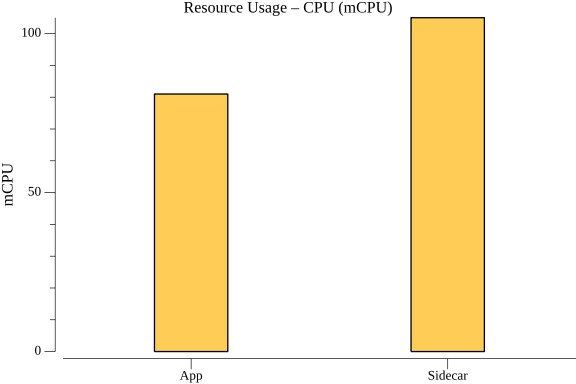 Resource Usage – CPU (mCPU)
100
50
0
mCPU
App
Sidecar